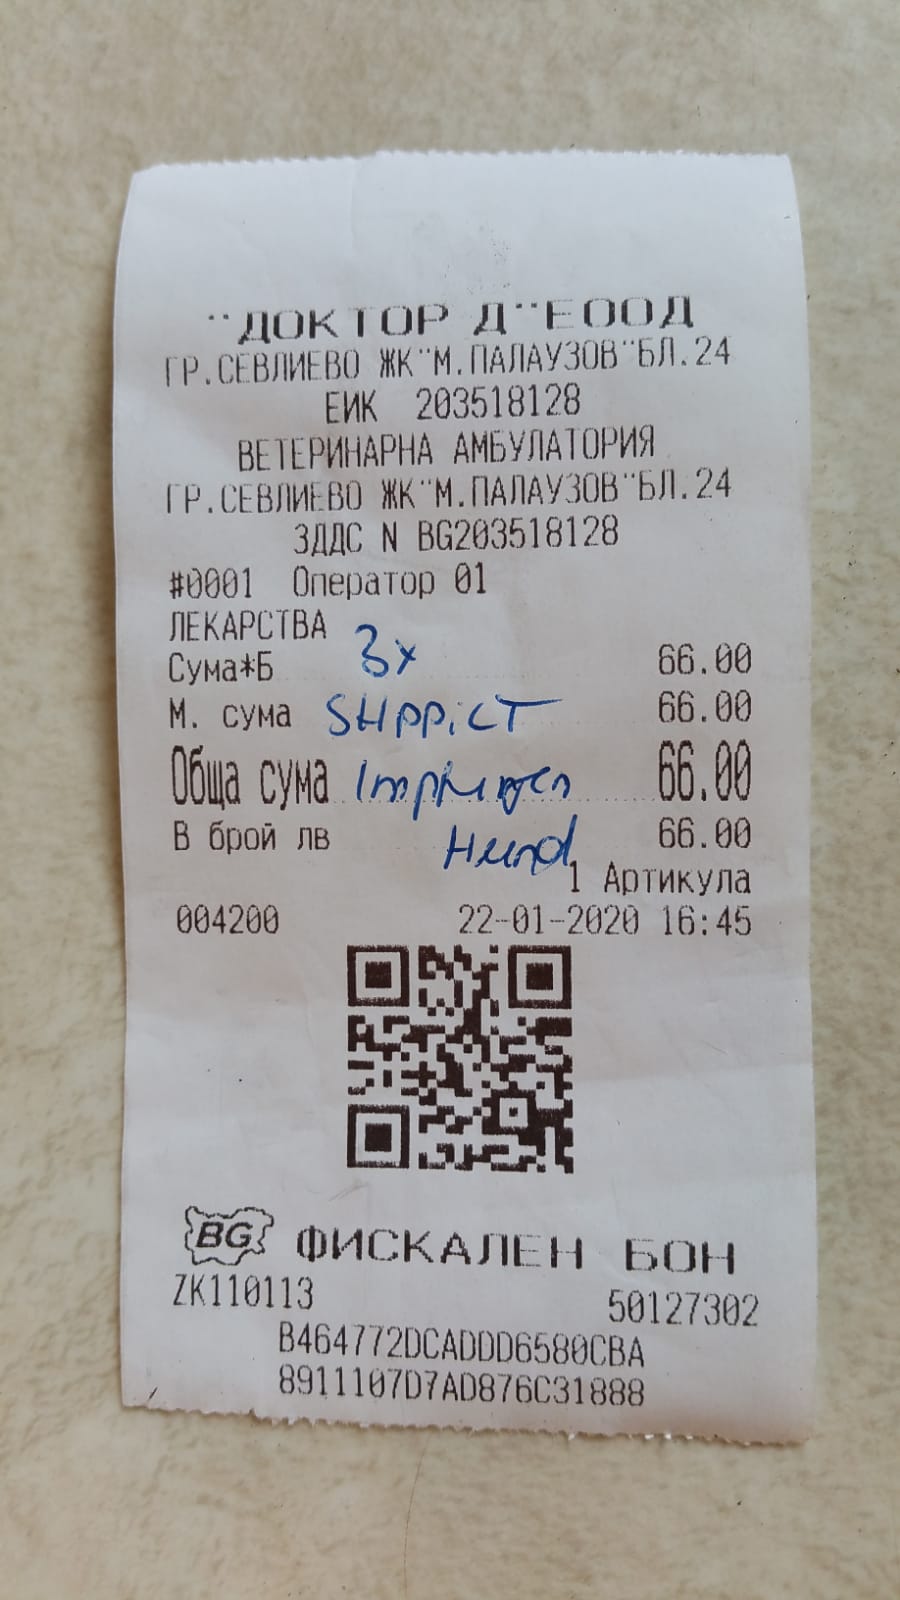 ¨ДОКТОР Д¨ЕООД
ГР.СЕВЛИЕВО ЖК¨М.ПАЛАУЗОВ¨БЛ.24
ЕИК 203518128
ВЕТЕРИНАРНА АМБУЛАТОРИЯ
ГР.СЕВЛИЕВО ЖК¨М.ПАЛАУЗОВ¨БЛ.24
ЗДДС N BG203518128
#0001 Оператор 01
ЛЕКАРСТВА
3x
Сума*Б 66.00
М. сума 66.00
Обща сума 66.00
Hund
В брой лв 66.00
1 Артикула
004200 22-01-2020 16:45
BG ФИСКАЛЕН БОН
ZK110113 50127302
B464772DCADDD6580CBA
8911107D7AD876C31888